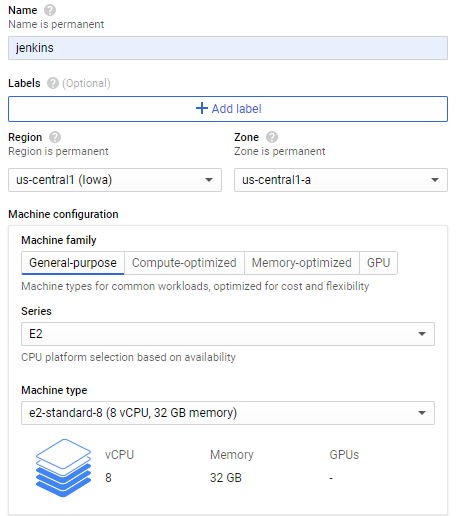 Name
Name is permanent
jenkins
Labels (Optional)
Add label
Region Zone
Region is permanent Zone is permanent
us-central1 (Iowa) us-central1-a
Machine configuration
Machine family
General-purpose Compute-optimized Memory-optimized GPU
Machine types for common workloads, optimized for cost and flexibility
Series
E2
CPU platform selection based on availability
Machine type
e2-standard-8 (8 vCPU, 32 GB memory)
vCPU Memory GPUs
8 32 GB -